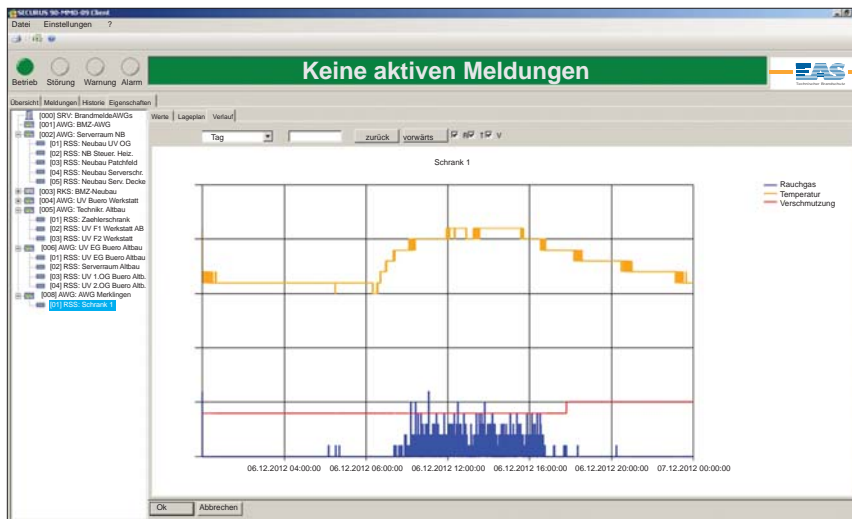 SECURUS 90-MMO-09 Client
Datei Einstellungen ?
Betrieb Störung Warnung Alarm
Keine aktiven Meldungen
EAS
Technischer Brandschutz
Übersicht Meldungen Historie Eigenschaften
[000] SRV: BrandmeldeAWGs
[001] AWG: BMZ-AWG
[002] AWG: Serverraum NB
[01] RSS: Neubau UV OG
[02] RSS: NB Steuer. Heiz.
[03] RSS: Neubau Patchfeld
[04] RSS: Neubau Serverschr.
[05] RSS: Neubau Serv. Decke
[003] RKS: BMZ-Neubau
[004] AWG: UV Buero Werkstatt
[005] AWG: Technikr. Altbau
[01] RSS: Zaehlerschrank
[02] RSS: UV F1 Werkstatt AB
[03] RSS: UV F2 Werkstatt
[006] AWG: UV EG Buero Altbau
[01] RSS: UV EG Buero Altbau
[02] RSS: Serverraum Altbau
[03] RSS: UV 1.OG Buero Altb.
[04] RSS: UV 2.OG Buero Altb.
[008] AWG: AWG Merklingen
[01] RSS: Schrank 1
Werte Lageplan Verlauf
Tag zurück vorwärts R T V
Schrank 1
Rauchgas
Temperatur
Verschmutzung
06.12.2012 04:00:00 06.12.2012 06:00:00 06.12.2012 12:00:00 06.12.2012 16:00:00 06.12.2012 20:00:00 07.12.2012 00:00:00
Ok Abbrechen